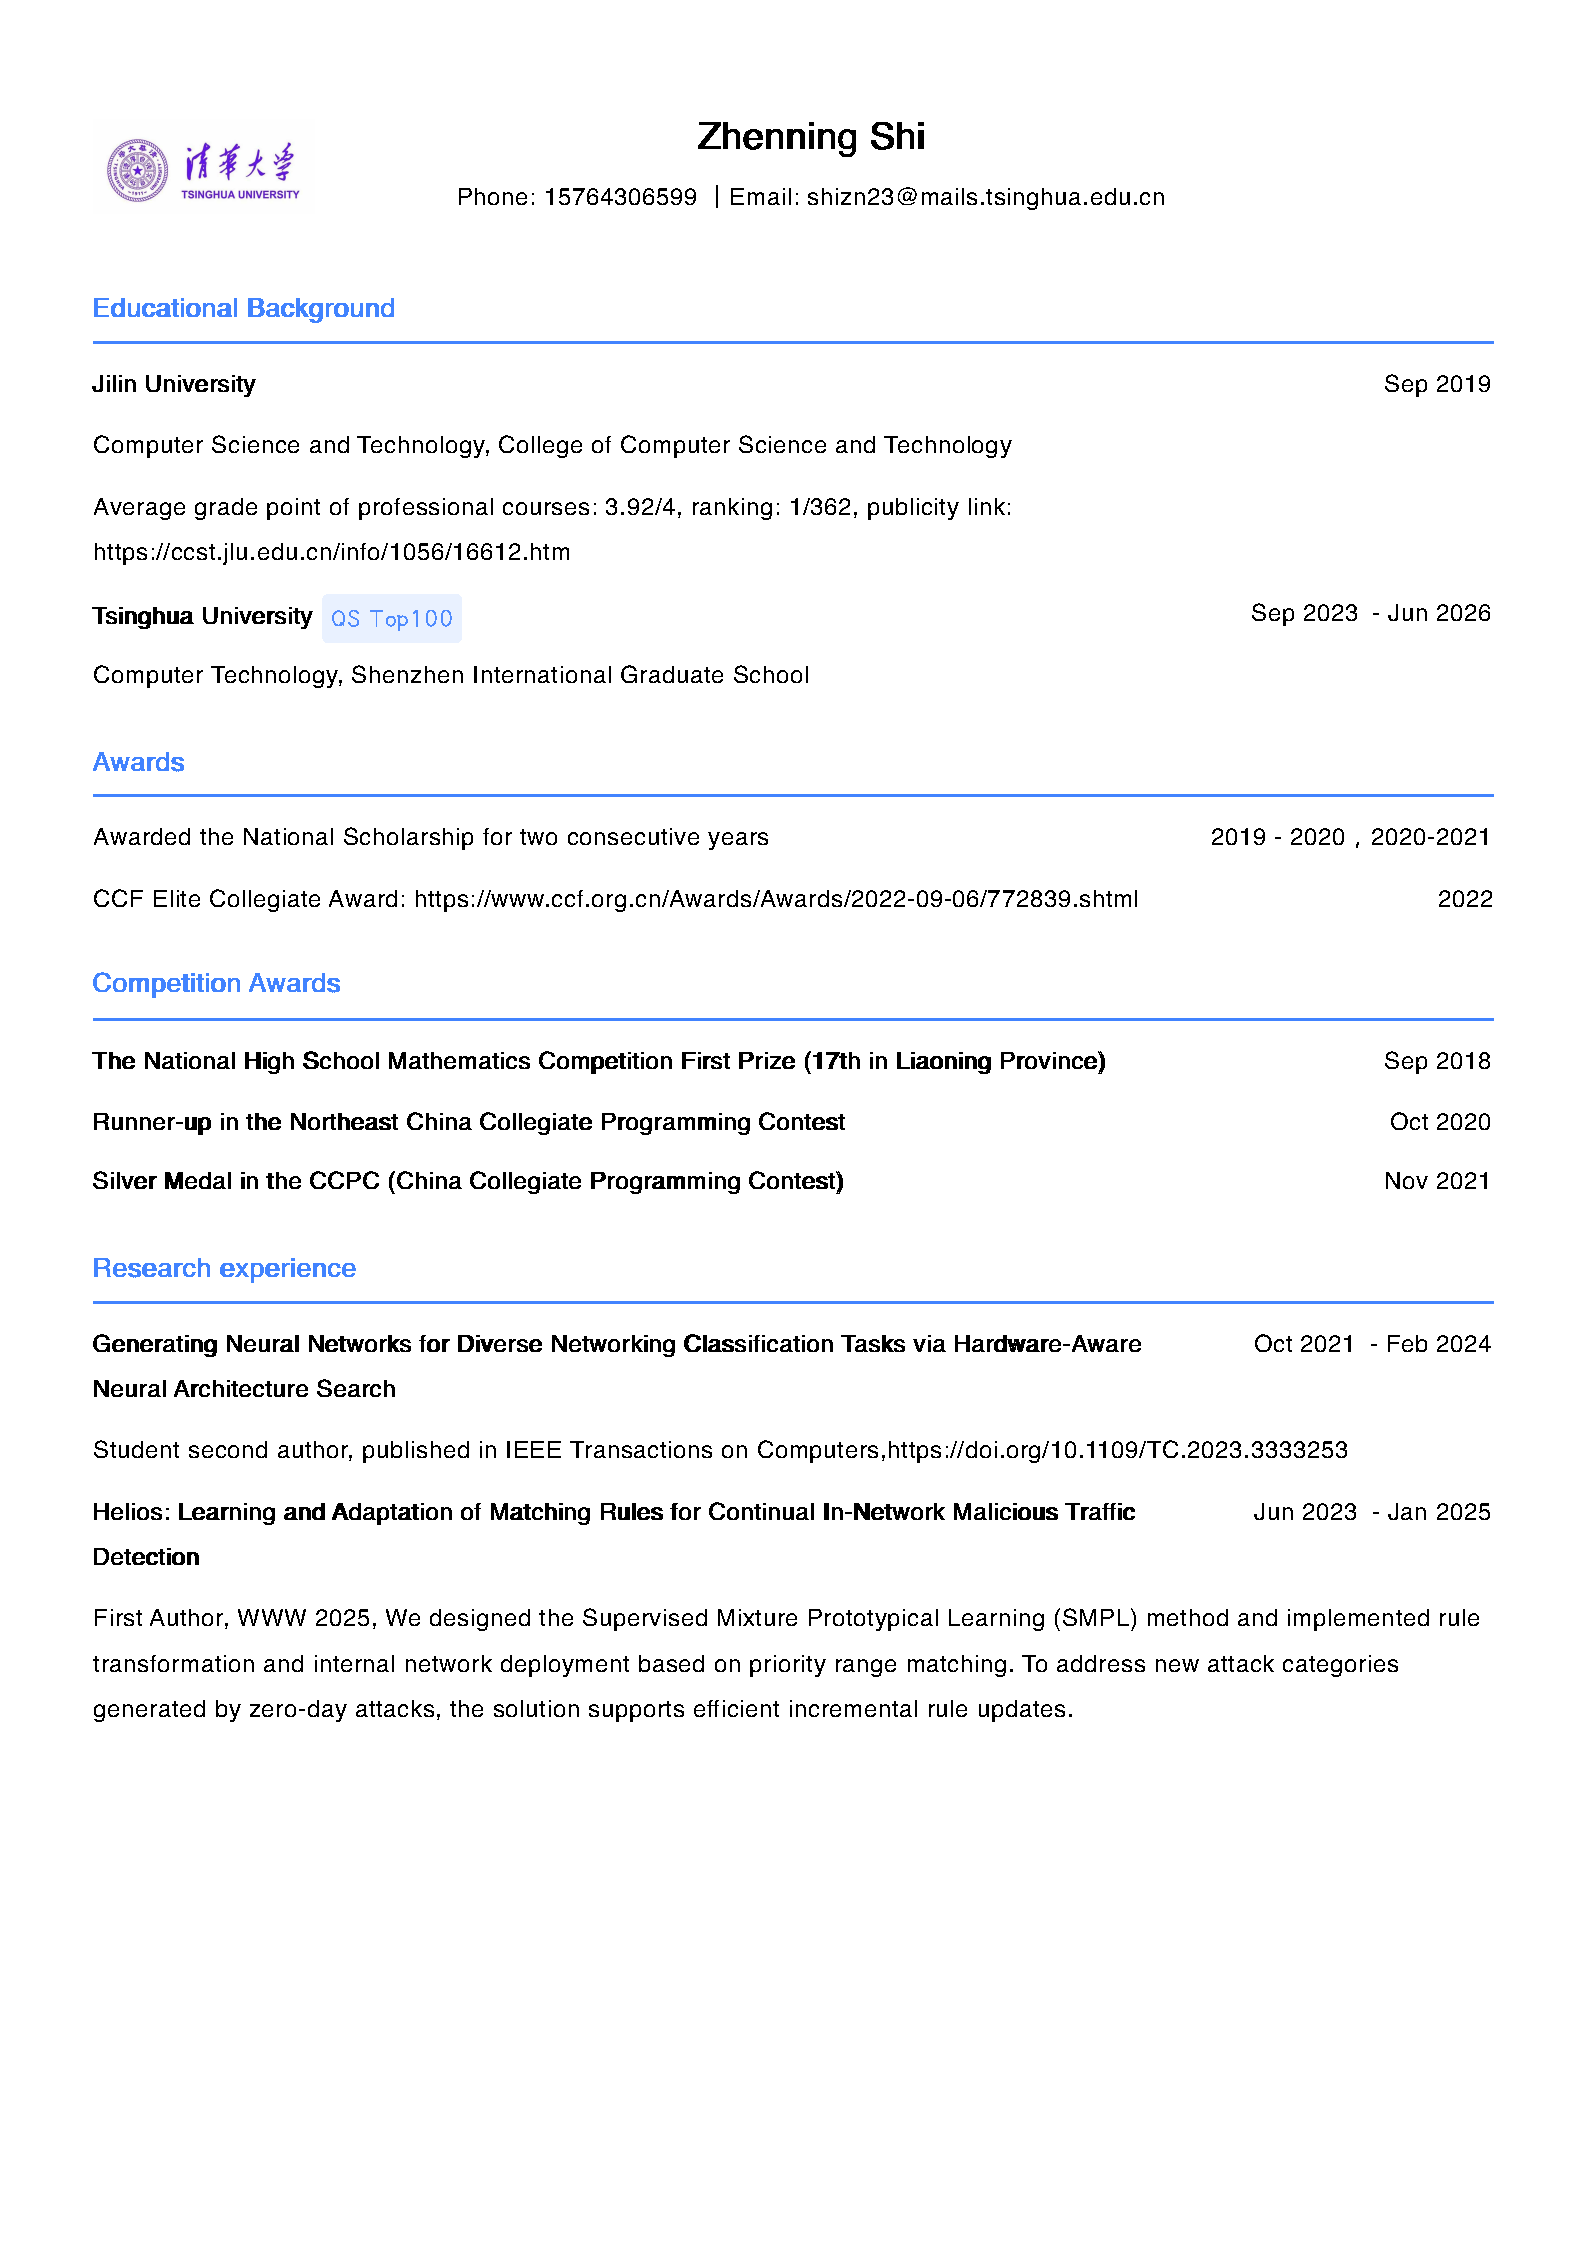 清华大学
TSINGHUA UNIVERSITY
Zhenning Shi
Phone: 15764306599 | Email: shizn23@mails.tsinghua.edu.cn
Educational Background
Jilin University Sep 2019
Computer Science and Technology, College of Computer Science and Technology
Average grade point of professional courses: 3.92/4, ranking: 1/362, publicity link:
https://ccst.jlu.edu.cn/info/1056/16612.htm
Tsinghua University QS Top100 Sep 2023 - Jun 2026
Computer Technology, Shenzhen International Graduate School
Awards
Awarded the National Scholarship for two consecutive years 2019 - 2020 , 2020-2021
CCF Elite Collegiate Award: https://www.ccf.org.cn/Awards/Awards/2022-09-06/772839.shtml 2022
Competition Awards
The National High School Mathematics Competition First Prize (17th in Liaoning Province) Sep 2018
Runner-up in the Northeast China Collegiate Programming Contest Oct 2020
Silver Medal in the CCPC (China Collegiate Programming Contest) Nov 2021
Research experience
Generating Neural Networks for Diverse Networking Classification Tasks via Hardware-Aware Oct 2021 - Feb 2024
Neural Architecture Search
Student second author, published in IEEE Transactions on Computers,https://doi.org/10.1109/TC.2023.3333253
Helios: Learning and Adaptation of Matching Rules for Continual In-Network Malicious Traffic Jun 2023 - Jan 2025
Detection
First Author, WWW 2025, We designed the Supervised Mixture Prototypical Learning (SMPL) method and implemented rule
transformation and internal network deployment based on priority range matching. To address new attack categories
generated by zero-day attacks, the solution supports efficient incremental rule updates.